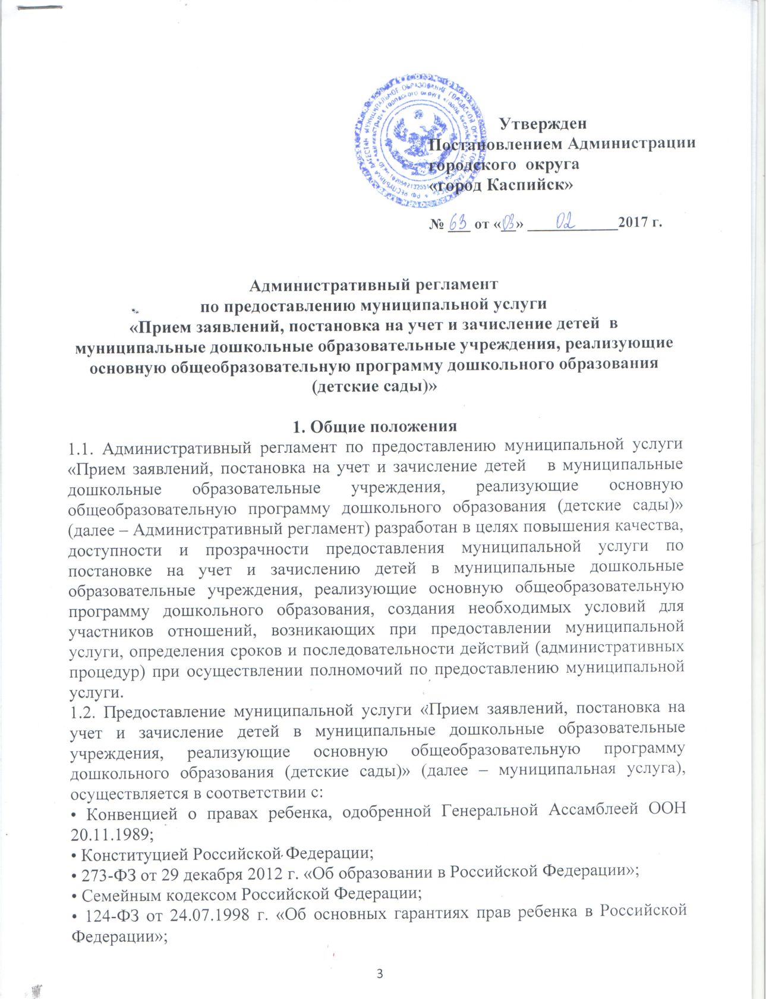 Утвержден
Постановлением Администрации
городского округа
«город Каспийск»
№ 63 от «03» 02 2017 г.
Административный регламент
по предоставлению муниципальной услуги
«Прием заявлений, постановка на учет и зачисление детей в
муниципальные дошкольные образовательные учреждения, реализующие
основную общеобразовательную программу дошкольного образования
(детские сады)»
1. Общие положения
1.1. Административный регламент по предоставлению муниципальной услуги
«Прием заявлений, постановка на учет и зачисление детей в муниципальные
дошкольные образовательные учреждения, реализующие основную
общеобразовательную программу дошкольного образования (детские сады)»
(далее – Административный регламент) разработан в целях повышения качества,
доступности и прозрачности предоставления муниципальной услуги по
постановке на учет и зачислению детей в муниципальные дошкольные
образовательные учреждения, реализующие основную общеобразовательную
программу дошкольного образования, создания необходимых условий для
участников отношений, возникающих при предоставлении муниципальной
услуги, определения сроков и последовательности действий (административных
процедур) при осуществлении полномочий по предоставлению муниципальной
услуги.
1.2. Предоставление муниципальной услуги «Прием заявлений, постановка на
учет и зачисление детей в муниципальные дошкольные образовательные
учреждения, реализующие основную общеобразовательную программу
дошкольного образования (детские сады)» (далее – муниципальная услуга),
осуществляется в соответствии с:
• Конвенцией о правах ребенка, одобренной Генеральной Ассамблеей ООН
20.11.1989;
• Конституцией Российской Федерации;
• 273-ФЗ от 29 декабря 2012 г. «Об образовании в Российской Федерации»;
• Семейным кодексом Российской Федерации;
• 124-ФЗ от 24.07.1998 г. «Об основных гарантиях прав ребенка в Российской
Федерации»;
3